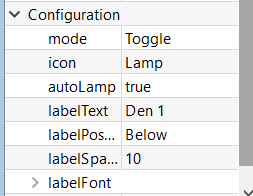 Configuration
mode Toggle
icon Lamp
autoLamp true
labelText Den 1
labelPos... Below
labelSpa... 10
labelFont